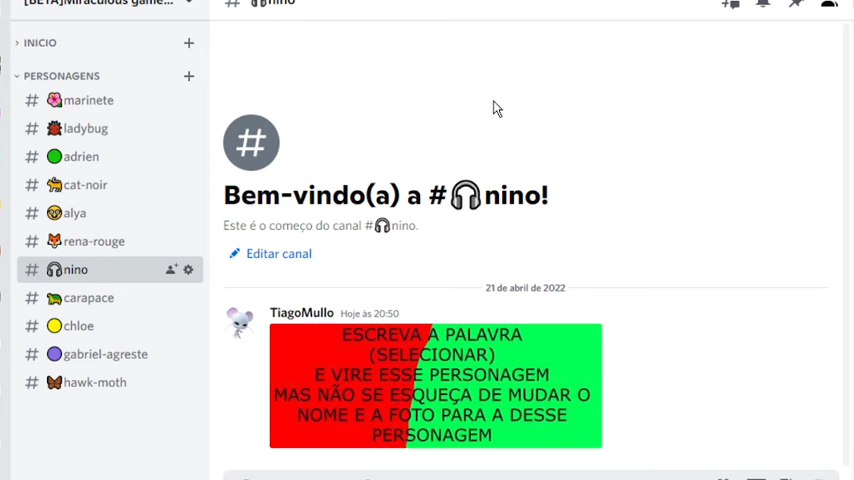 [BETA]Miraculous game...
# nino
INICIO
PERSONAGENS
# marinete
# ladybug
# adrien
# cat-noir
# alya
# rena-rouge
# nino
# carapace
# chloe
# gabriel-agreste
# hawk-moth
#
Bem-vindo(a) a #🎧nino!
Este é o começo do canal #🎧nino.
Editar canal
21 de abril de 2022
TiagoMullo Hoje às 20:50
ESCREVA A PALAVRA
(SELECIONAR)
E VIRE ESSE PERSONAGEM
MAS NÃO SE ESQUEÇA DE MUDAR O
NOME E A FOTO PARA A DESSE
PERSONAGEM